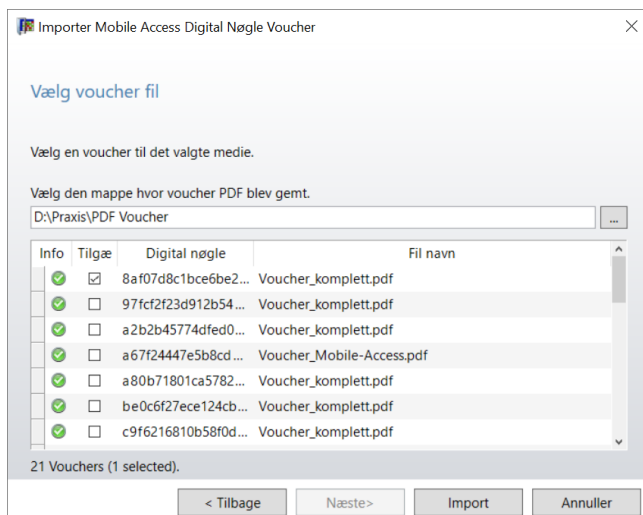 Importer Mobile Access Digital Nøgle Voucher
Vælg voucher fil
Vælg en voucher til det valgte medie.
Vælg den mappe hvor voucher PDF blev gemt.
D:\Praxis\PDF Voucher ...
Info Tilgæ Digital nøgle Fil navn
8af07d8c1bce6be2... Voucher_komplett.pdf
97fcf2f23d912b54... Voucher_komplett.pdf
a2b2b45774dfed0... Voucher_komplett.pdf
a67f24447e5b8cd... Voucher_Mobile-Access.pdf
a80b71801ca5782... Voucher_komplett.pdf
be0c6f27ece124cb... Voucher_komplett.pdf
c9f6216810b58f0d... Voucher_komplett.pdf
21 Vouchers (1 selected).
< Tilbage Næste> Import Annuller